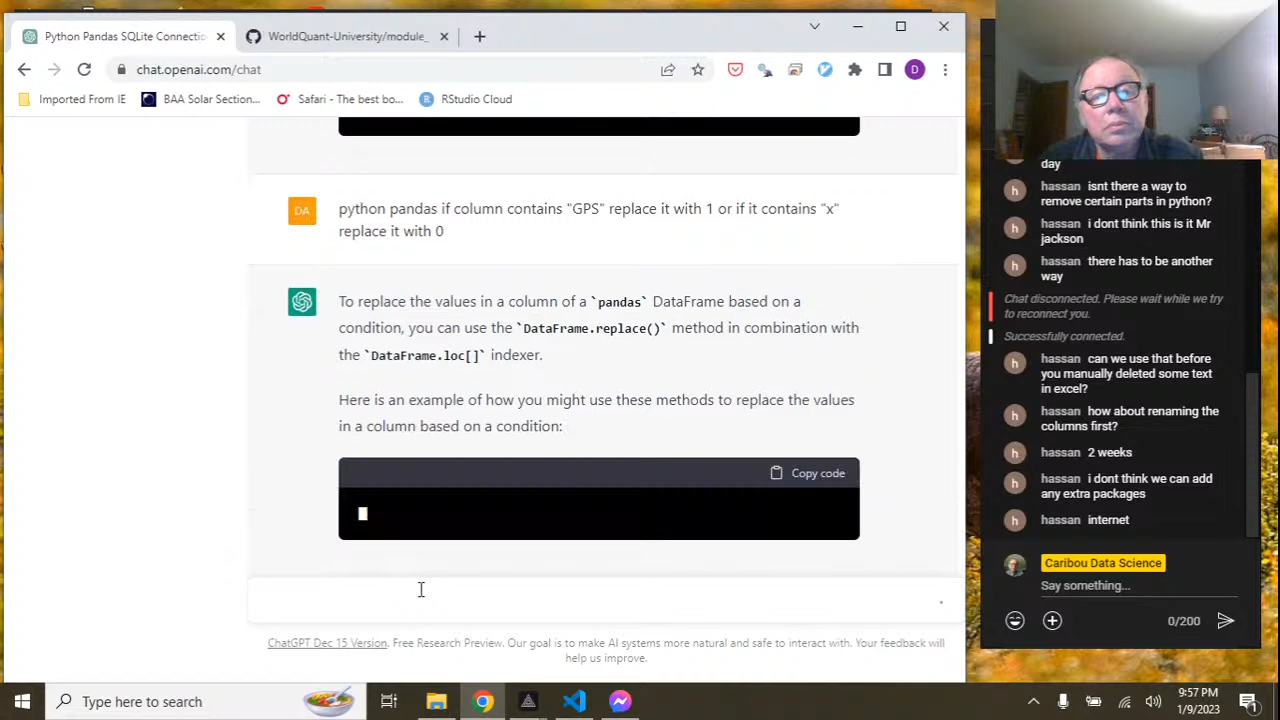 Python Pandas SQLite Connectio
WorldQuant-University/module_
chat.openai.com/chat
Imported From IE
BAA Solar Section...
Safari - The best bo...
RStudio Cloud
DA
python pandas if column contains "GPS" replace it with 1 or if it contains "x"
replace it with 0
To replace the values in a column of a `pandas` DataFrame based on a
condition, you can use the `DataFrame.replace()` method in combination with
the `DataFrame.loc[]` indexer.
Here is an example of how you might use these methods to replace the values
in a column based on a condition:
Copy code
ChatGPT Dec 15 Version. Free Research Preview. Our goal is to make AI systems more natural and safe to interact with. Your feedback will
help us improve.
D
day
h hassan isnt there a way to
remove certain parts in python?
h hassan i dont think this is it Mr
jackson
h hassan there has to be another
way
Chat disconnected. Please wait while we try
to reconnect you.
Successfully connected.
h hassan can we use that before
you manually deleted some text
in excel?
h hassan how about renaming the
columns first?
h hassan 2 weeks
h hassan i dont think we can add
any extra packages
h hassan internet
Caribou Data Science
Say something...
0/200
Type here to search
9:57 PM
1/9/2023
1